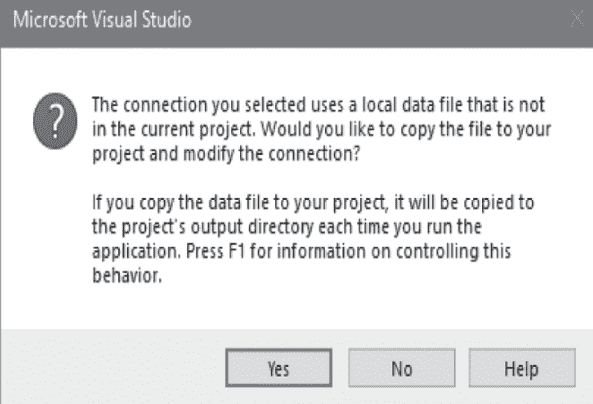 Microsoft Visual Studio
The connection you selected uses a local data file that is not
in the current project. Would you like to copy the file to your
project and modify the connection?
If you copy the data file to your project, it will be copied to
the project's output directory each time you run the
application. Press F1 for information on controlling this
behavior.
Yes No Help